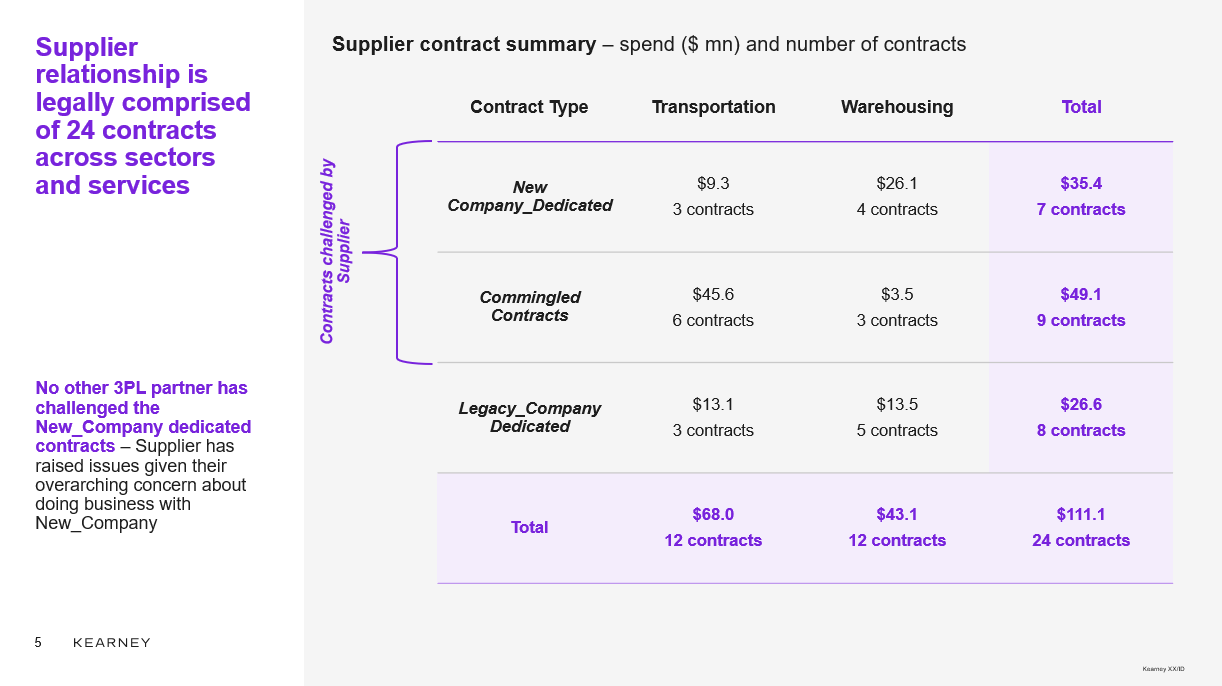 Supplier
relationship is
legally comprised
of 24 contracts
across sectors
and services
No other 3PL partner has
challenged the
New_Company dedicated
contracts – Supplier has
raised issues given their
overarching concern about
doing business with
New_Company
5 KEARNEY
Supplier contract summary – spend ($ mn) and number of contracts
Contract Type Transportation Warehousing Total
Contracts challenged by
Supplier
New
Company_Dedicated
$9.3 $26.1 $35.4
3 contracts 4 contracts 7 contracts
Commingled
Contracts
$45.6 $3.5 $49.1
6 contracts 3 contracts 9 contracts
Legacy_Company
Dedicated
$13.1 $13.5 $26.6
3 contracts 5 contracts 8 contracts
Total
$68.0 $43.1 $111.1
12 contracts 12 contracts 24 contracts
Kearney XX/ID